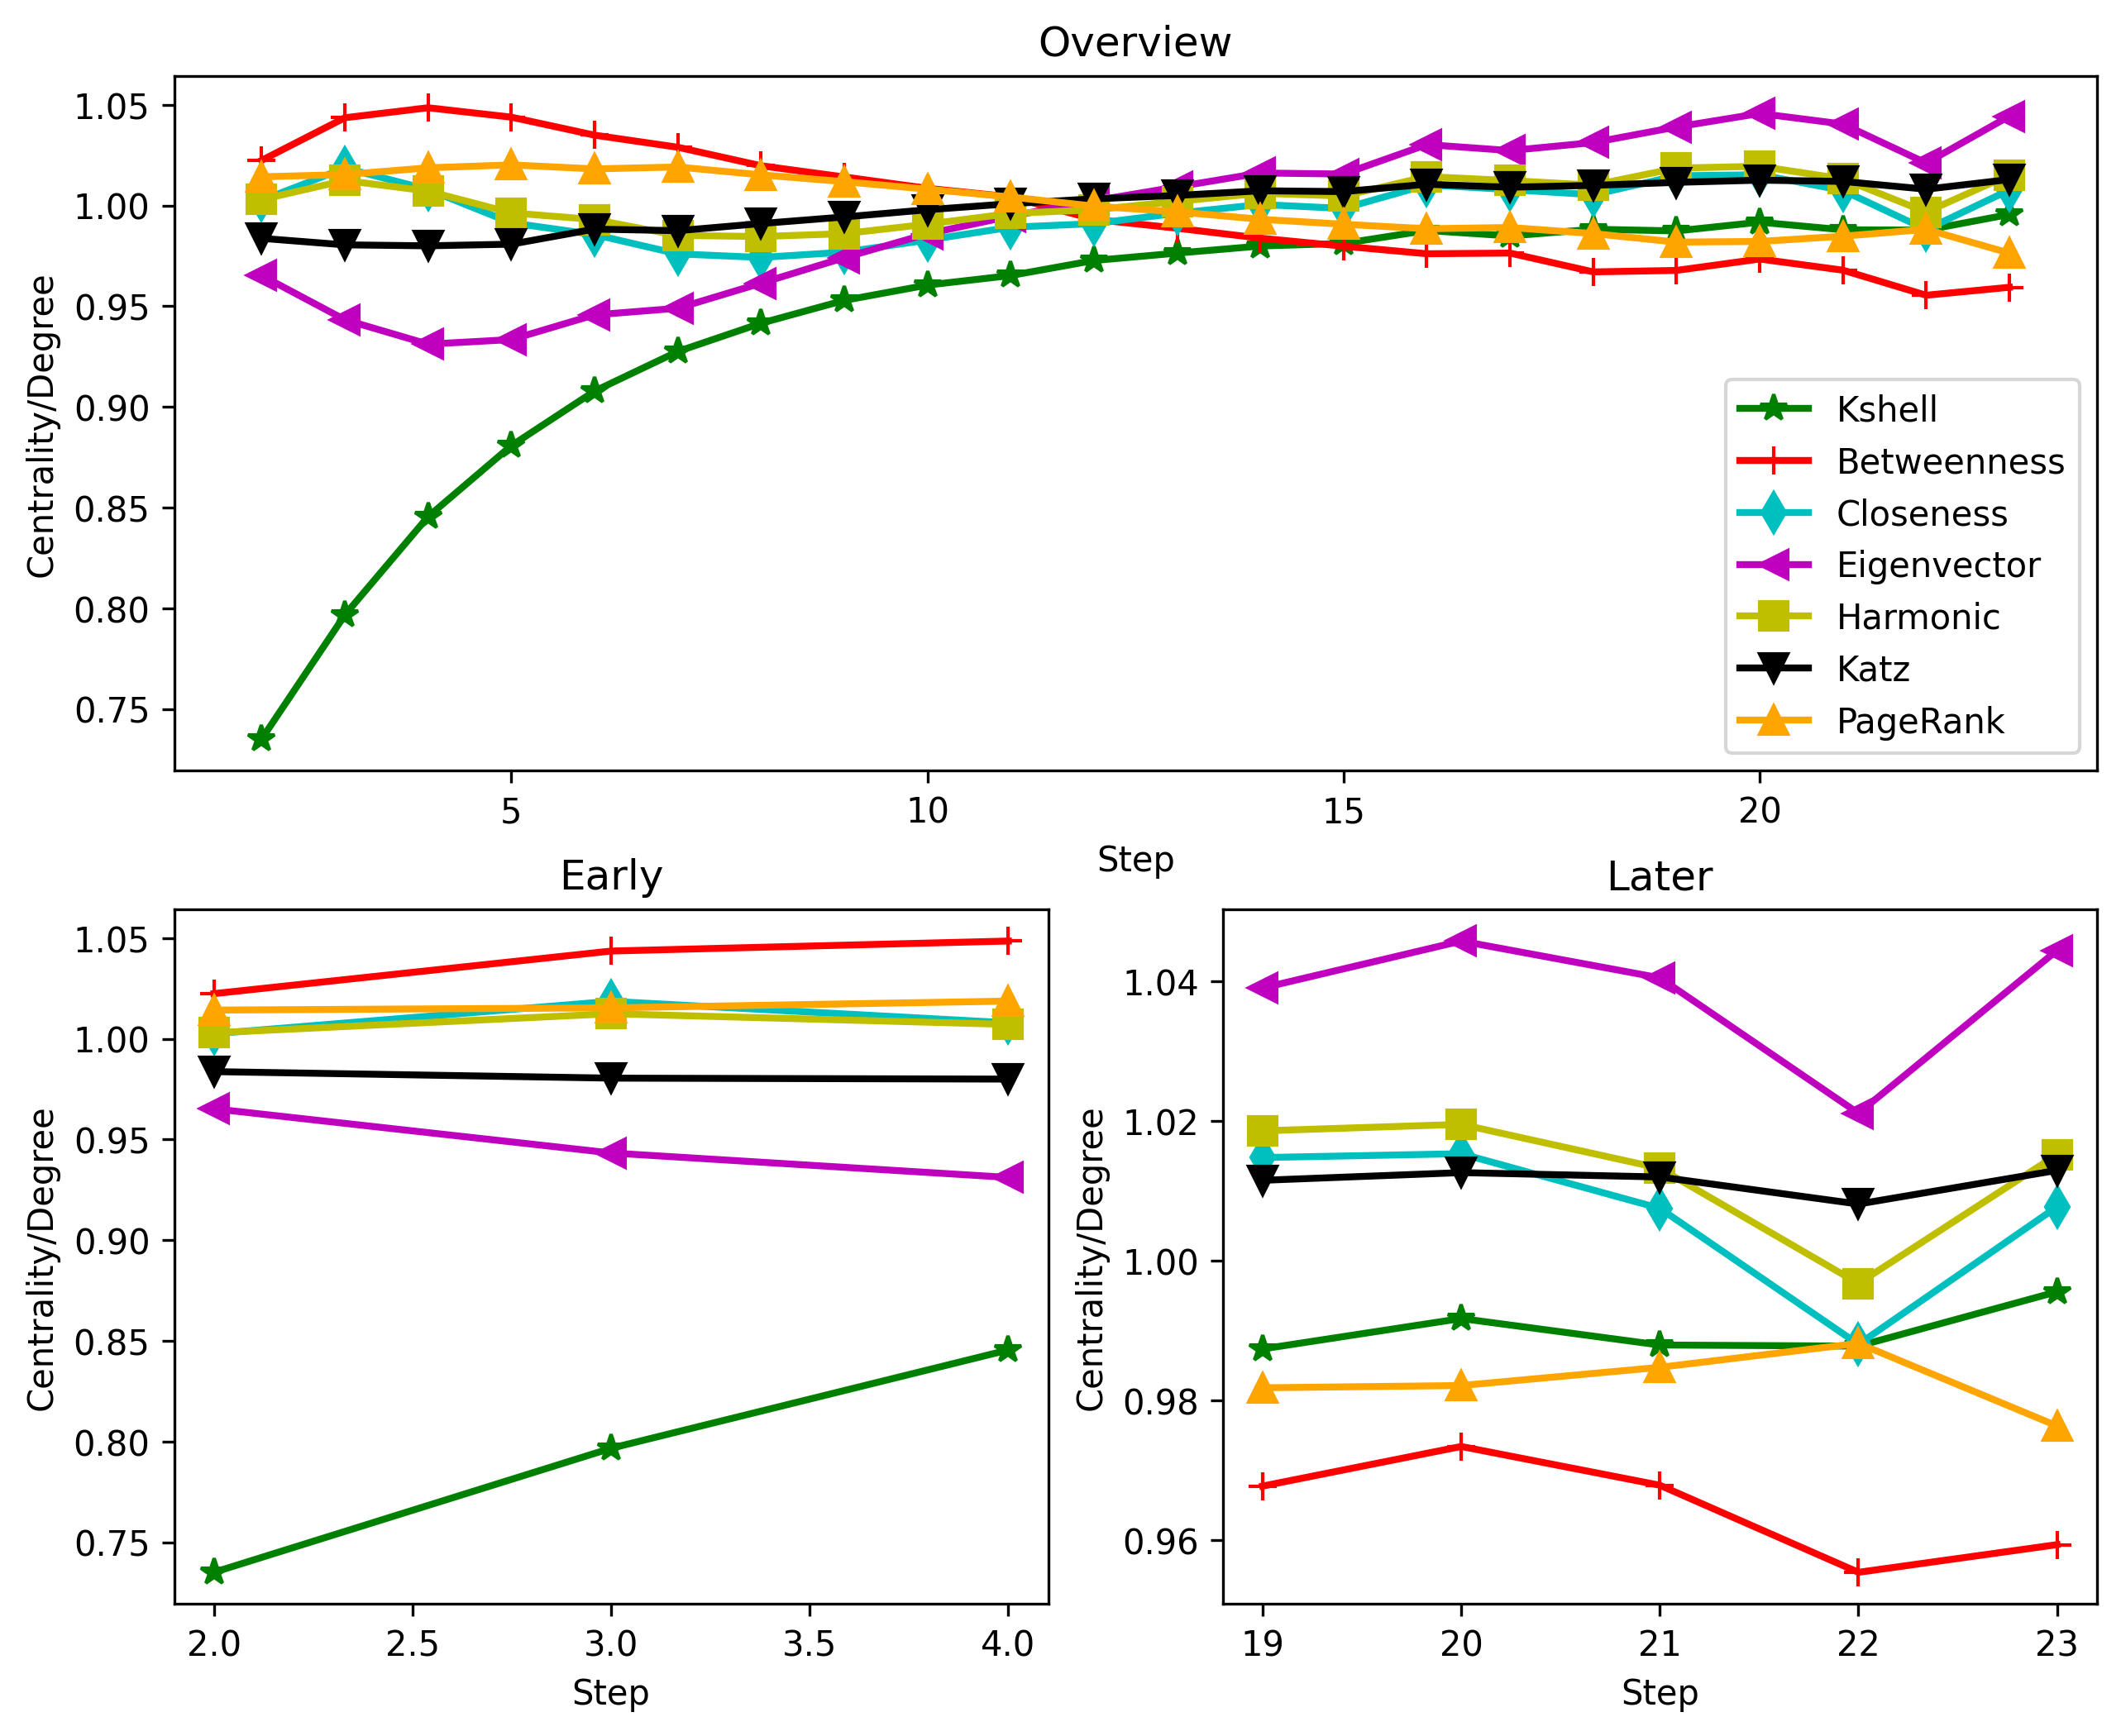 Overview
Centrality/Degree
1.05
1.00
0.95
0.90
0.85
0.80
0.75
5
10
15
20
Step
Kshell
Betweenness
Closeness
Eigenvector
Harmonic
Katz
PageRank
Early
Centrality/Degree
1.05
1.00
0.95
0.90
0.85
0.80
0.75
2.0
2.5
3.0
3.5
4.0
Step
Later
Centrality/Degree
1.04
1.02
1.00
0.98
0.96
19
20
21
22
23
Step